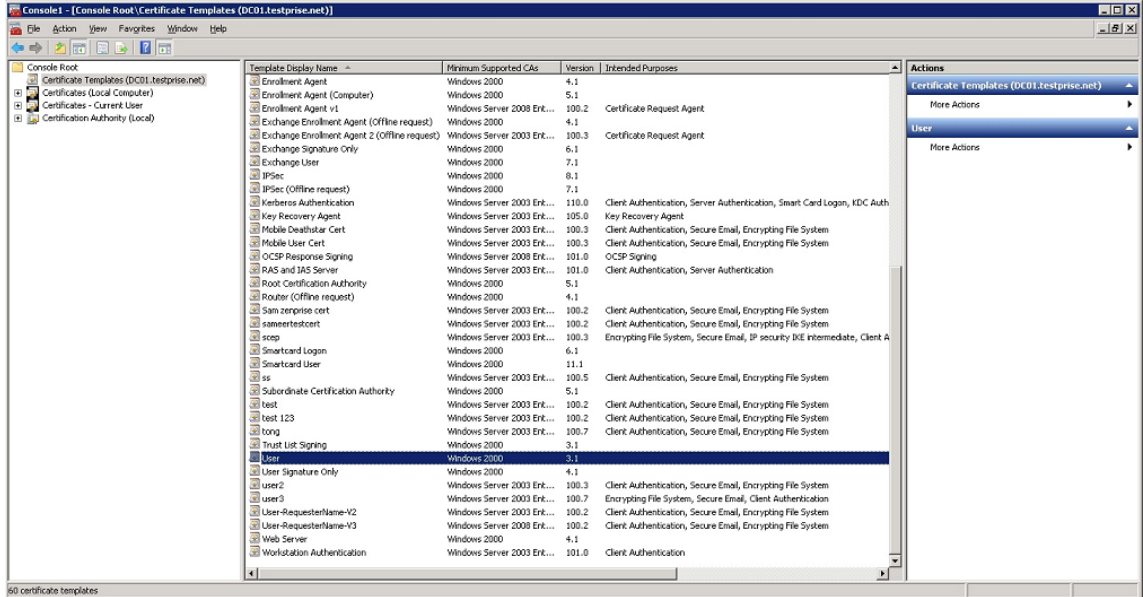 Console1 - [Console Root\Certificate Templates (DC01.testprise.net)]
File Action View Favorites Window Help
Console Root
Certificate Templates (DC01.testprise.net)
Certificates (Local Computer)
Certificates - Current User
Certification Authority (Local)
Template Display Name Minimum Supported CAs Version Intended Purposes
Enrollment Agent Windows 2000 4.1
Enrollment Agent (Computer) Windows 2000 5.1
Enrollment Agent v1 Windows Server 2008 Ent... 100.2 Certificate Request Agent
Exchange Enrollment Agent (Offline request) Windows 2000 4.1
Exchange Enrollment Agent 2 (Offline request) Windows Server 2003 Ent... 100.3 Certificate Request Agent
Exchange Signature Only Windows 2000 6.1
Exchange User Windows 2000 7.1
IPSec Windows 2000 8.1
IPSec (Offline request) Windows 2000 7.1
Kerberos Authentication Windows Server 2003 Ent... 110.0 Client Authentication, Server Authentication, Smart Card Logon, KDC Auth
Key Recovery Agent Windows Server 2003 Ent... 105.0 Key Recovery Agent
Mobile Deathstar Cert Windows Server 2003 Ent... 100.3 Client Authentication, Secure Email, Encrypting File System
Mobile User Cert Windows Server 2003 Ent... 100.3 Client Authentication, Secure Email, Encrypting File System
OCSP Response Signing Windows Server 2008 Ent... 101.0 OCSP Signing
RAS and IAS Server Windows Server 2003 Ent... 101.0 Client Authentication, Server Authentication
Root Certification Authority Windows 2000 5.1
Router (Offline request) Windows 2000 4.1
Sam zenprise cert Windows Server 2003 Ent... 100.2 Client Authentication, Secure Email, Encrypting File System
sameertestcert Windows Server 2003 Ent... 100.2 Client Authentication, Secure Email, Encrypting File System
scep Windows Server 2003 Ent... 100.3 Encrypting File System, Secure Email, IP security IKE intermediate, Client A
Smartcard Logon Windows 2000 6.1
Smartcard User Windows 2000 11.1
ss Windows Server 2003 Ent... 100.5 Client Authentication, Secure Email, Encrypting File System
Subordinate Certification Authority Windows 2000 5.1
test Windows Server 2003 Ent... 100.2 Client Authentication, Secure Email, Encrypting File System
test 123 Windows Server 2003 Ent... 100.2 Client Authentication, Secure Email, Encrypting File System
tong Windows Server 2003 Ent... 100.7 Client Authentication, Secure Email, Encrypting File System
Trust List Signing Windows 2000 3.1
User Windows 2000 3.1
User Signature Only Windows 2000 4.1
user2 Windows Server 2003 Ent... 100.3 Client Authentication, Secure Email, Encrypting File System
user3 Windows Server 2003 Ent... 100.7 Encrypting File System, Secure Email, Client Authentication
User-RequesterName-V2 Windows Server 2003 Ent... 100.2 Client Authentication, Secure Email, Encrypting File System
User-RequesterName-V3 Windows Server 2008 Ent... 100.2 Client Authentication, Secure Email, Encrypting File System
Web Server Windows 2000 4.1
Workstation Authentication Windows Server 2003 Ent... 101.0 Client Authentication
Actions
Certificate Templates (DC01.testprise.net)
More Actions
User
More Actions
60 certificate templates